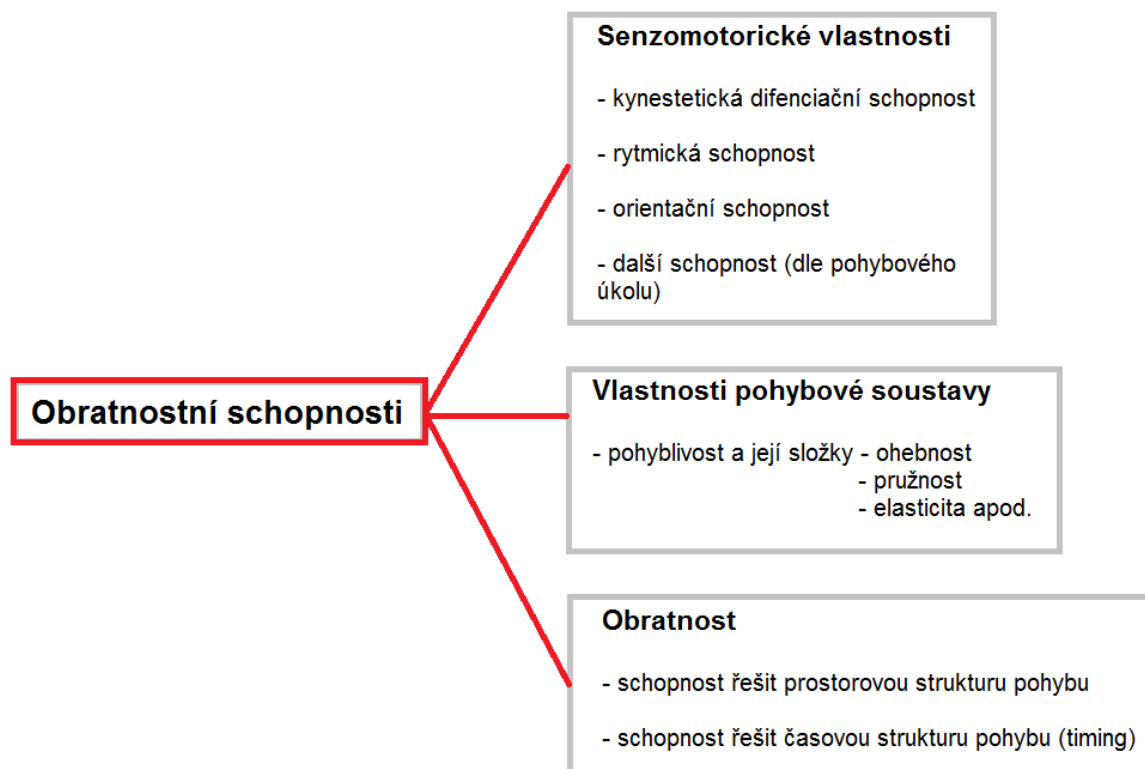 Senzomotorické vlastnosti
- kynestetická difenciační schopnost
- rytmická schopnost
- orientační schopnost
- další schopnost (dle pohybového
úkolu)
Obratnostní schopnosti
Vlastnosti pohybové soustavy
- pohyblivost a její složky - ohebnost
- pružnost
- elasticita apod.
Obratnost
- schopnost řešit prostorovou strukturu pohybu
- schopnost řešit časovou strukturu pohybu (timing)